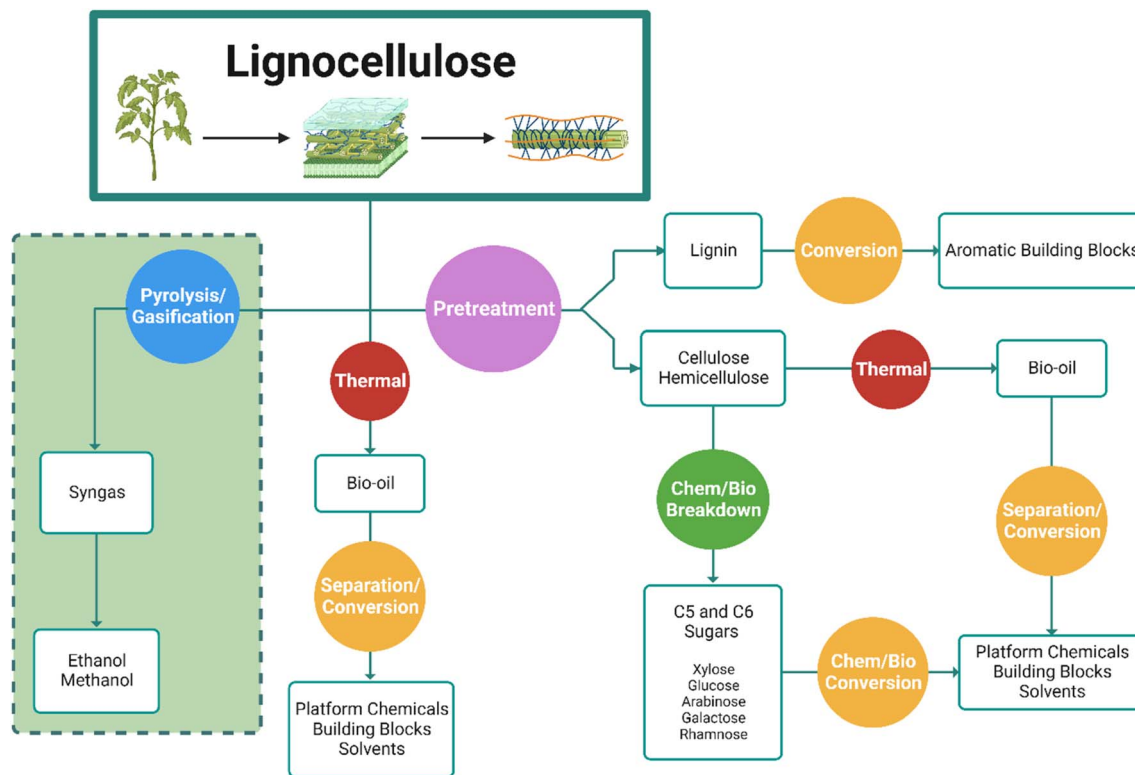 Lignocellulose
Pyrolysis/
Gasification
Syngas
Ethanol
Methanol
Thermal
Bio-oil
Separation/
Conversion
Platform Chemicals
Building Blocks
Solvents
Pretreatment
Lignin
Conversion
Aromatic Building Blocks
Cellulose
Hemicellulose
Thermal
Bio-oil
Chem/Bio
Breakdown
Separation/
Conversion
C5 and C6
Sugars
Xylose
Glucose
Arabinose
Galactose
Rhamnose
Chem/Bio
Conversion
Platform Chemicals
Building Blocks
Solvents